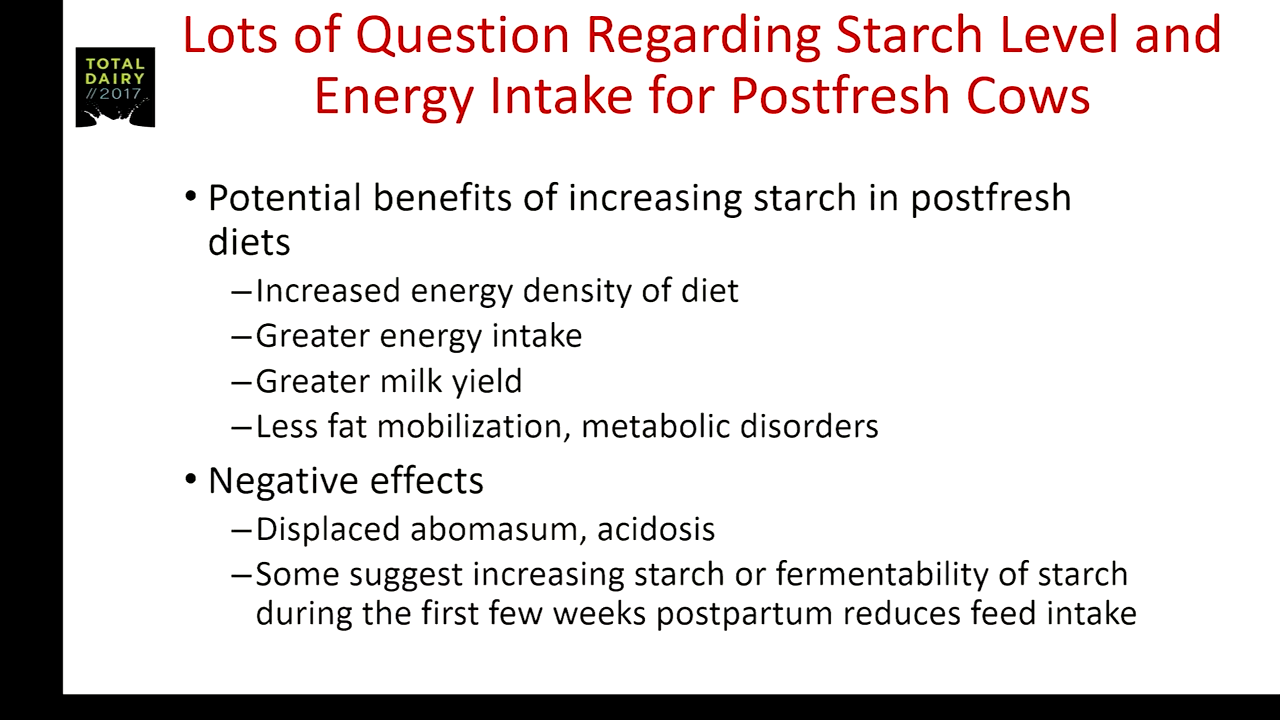 Lots of Question Regarding Starch Level and
Energy Intake for Postfresh Cows
TOTAL
DAIRY
//2017
• Potential benefits of increasing starch in postfresh
diets
–Increased energy density of diet
–Greater energy intake
–Greater milk yield
–Less fat mobilization, metabolic disorders
• Negative effects
–Displaced abomasum, acidosis
–Some suggest increasing starch or fermentability of starch
during the first few weeks postpartum reduces feed intake